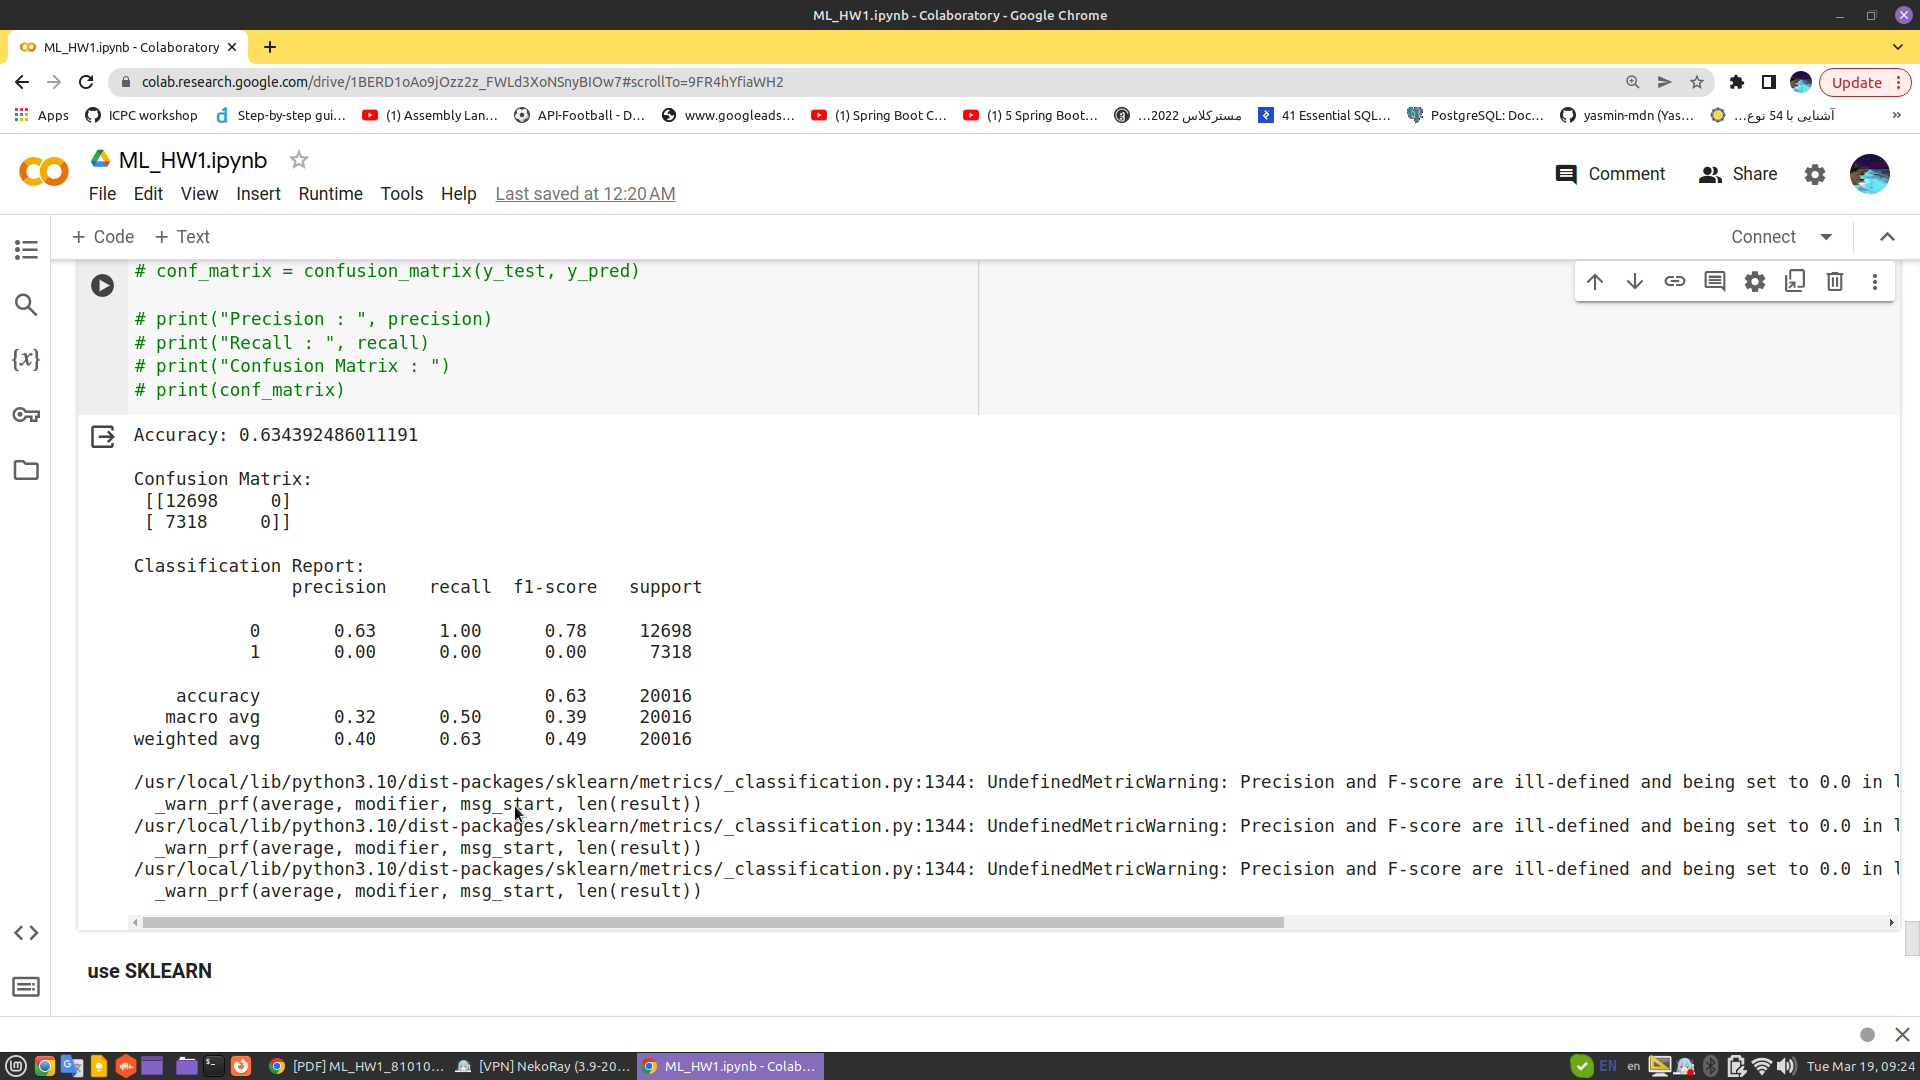 ML_HW1.ipynb - Colaboratory - Google Chrome
ML_HW1.ipynb - Colaboratory
colab.research.google.com/drive/1BERD1oAo9jOzz2z_FWLd3XoNSnyBIOw7#scrollTo=9FR4hYfiaWH2
Update
Apps ICPC workshop Step-by-step gui... (1) Assembly Lan... API-Football - D... www.googleads... (1) Spring Boot C... (1) 5 Spring Boot... مسترکلاس 2022... 41 Essential SQL... PostgreSQL: Doc... yasmin-mdn (Yas... آشنایی با 54 نوع...
ML_HW1.ipynb
Comment Share
File Edit View Insert Runtime Tools Help Last saved at 12:20 AM
+ Code + Text Connect
# conf_matrix = confusion_matrix(y_test, y_pred)
# print("Precision : ", precision)
# print("Recall : ", recall)
# print("Confusion Matrix : ")
# print(conf_matrix)
Accuracy: 0.634392486011191
Confusion Matrix:
[[12698 0]
[ 7318 0]]
Classification Report:
precision recall f1-score support
0 0.63 1.00 0.78 12698
1 0.00 0.00 0.00 7318
accuracy 0.63 20016
macro avg 0.32 0.50 0.39 20016
weighted avg 0.40 0.63 0.49 20016
/usr/local/lib/python3.10/dist-packages/sklearn/metrics/_classification.py:1344: UndefinedMetricWarning: Precision and F-score are ill-defined and being set to 0.0 in l
_warn_prf(average, modifier, msg_start, len(result))
/usr/local/lib/python3.10/dist-packages/sklearn/metrics/_classification.py:1344: UndefinedMetricWarning: Precision and F-score are ill-defined and being set to 0.0 in l
_warn_prf(average, modifier, msg_start, len(result))
/usr/local/lib/python3.10/dist-packages/sklearn/metrics/_classification.py:1344: UndefinedMetricWarning: Precision and F-score are ill-defined and being set to 0.0 in l
_warn_prf(average, modifier, msg_start, len(result))
use SKLEARN
[PDF] ML_HW1_81010... [VPN] NekoRay (3.9-20... ML_HW1.ipynb - Colab... EN en Tue Mar 19, 09:24